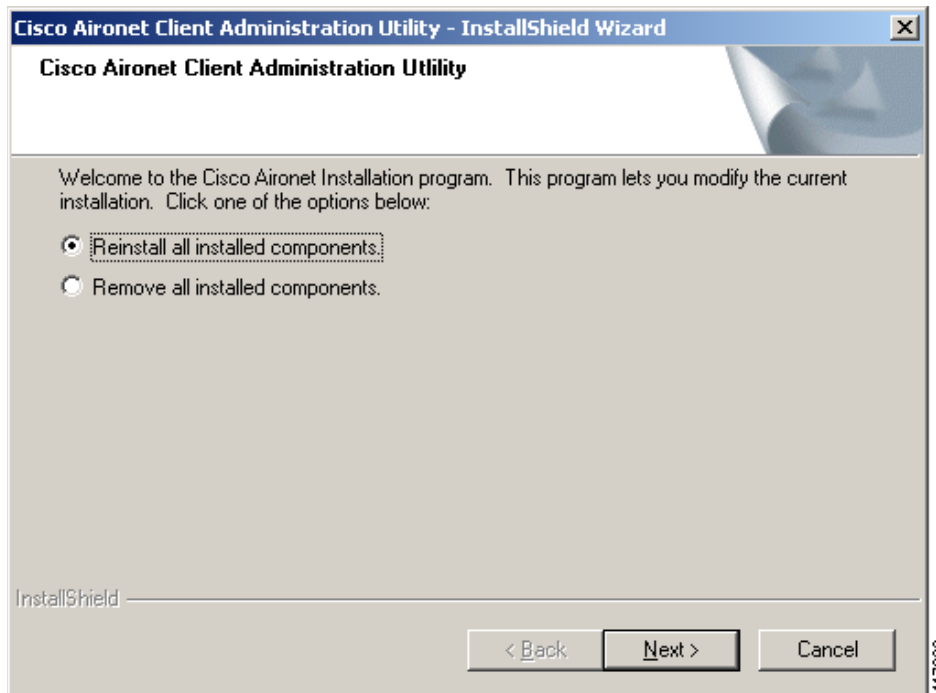 Cisco Aironet Client Administration Utility - InstallShield Wizard
Cisco Aironet Client Administration Utlility
Welcome to the Cisco Aironet Installation program. This program lets you modify the current
installation. Click one of the options below:
Reinstall all installed components.
Remove all installed components.
InstallShield
< Back
Next >
Cancel